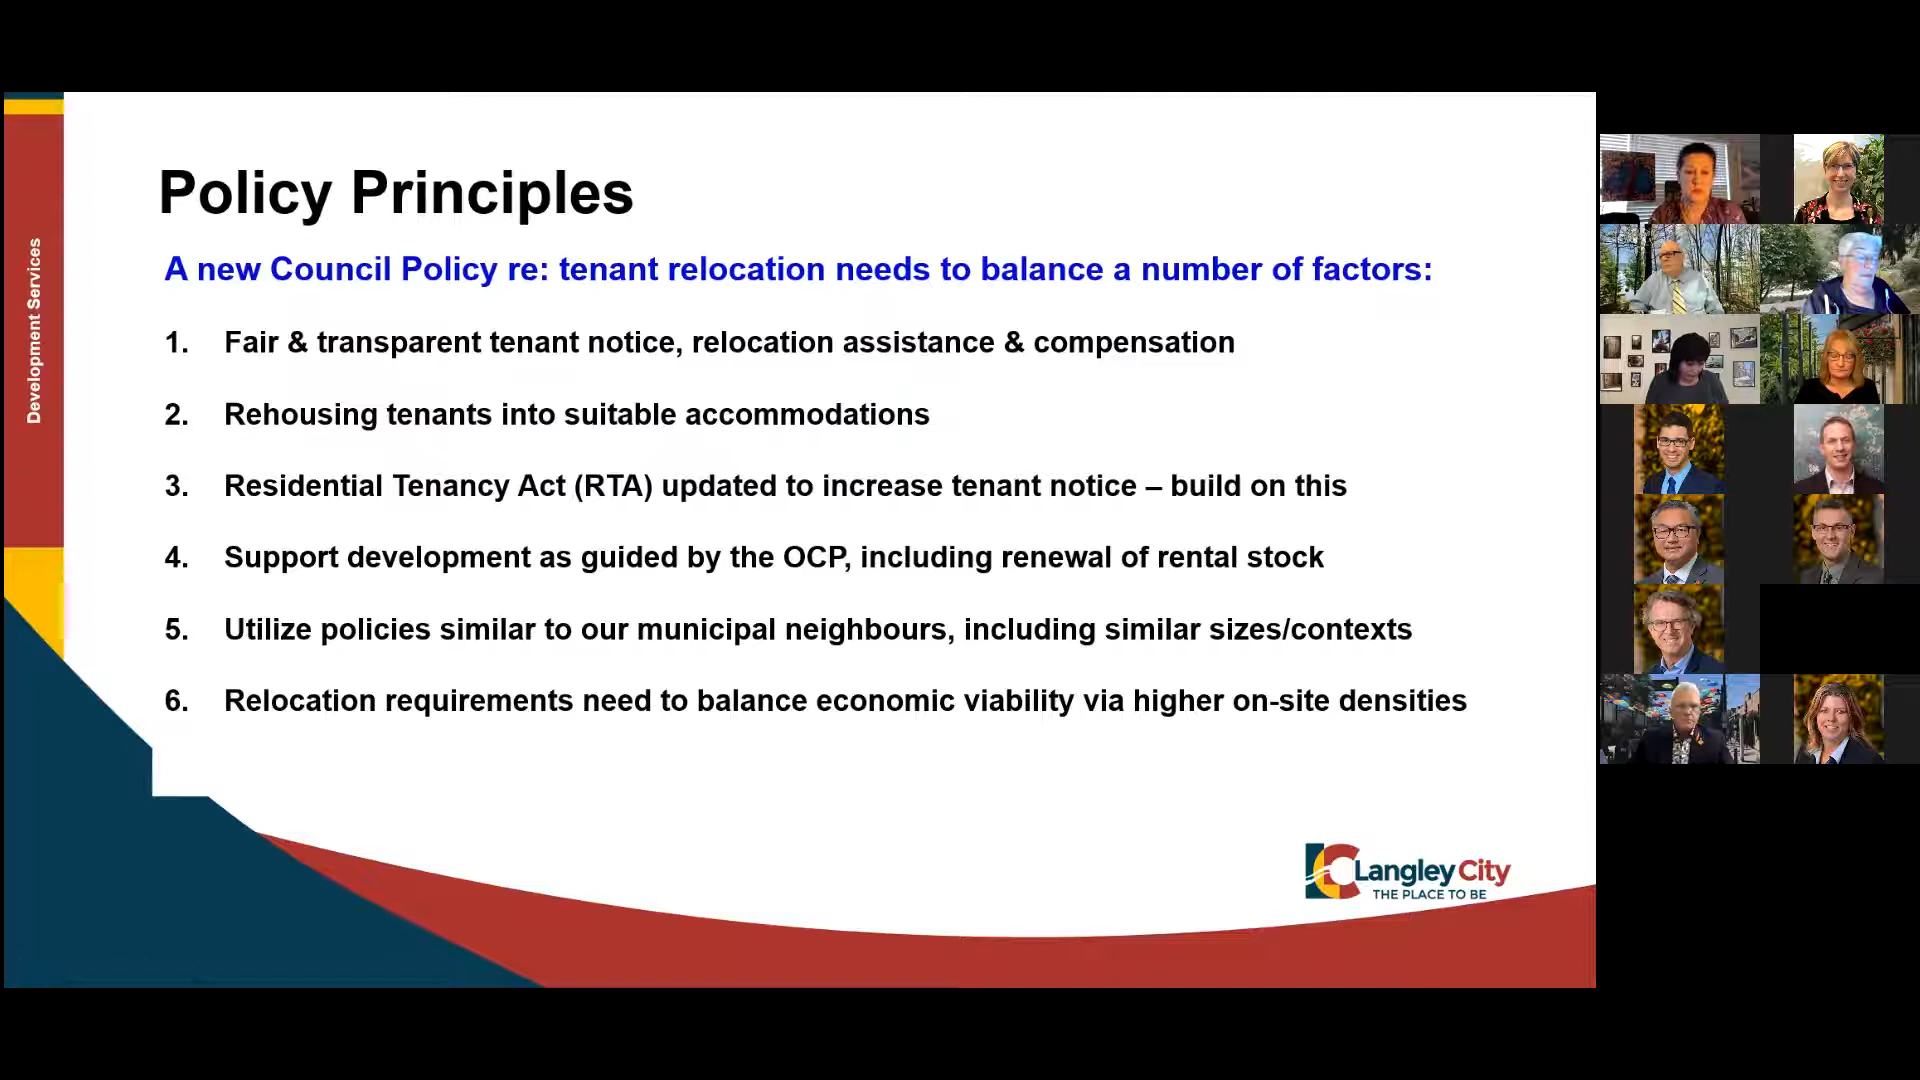 Development Services
Policy Principles
A new Council Policy re: tenant relocation needs to balance a number of factors:
1. Fair & transparent tenant notice, relocation assistance & compensation
2. Rehousing tenants into suitable accommodations
3. Residential Tenancy Act (RTA) updated to increase tenant notice – build on this
4. Support development as guided by the OCP, including renewal of rental stock
5. Utilize policies similar to our municipal neighbours, including similar sizes/contexts
6. Relocation requirements need to balance economic viability via higher on-site densities
LC Langley City
THE PLACE TO BE